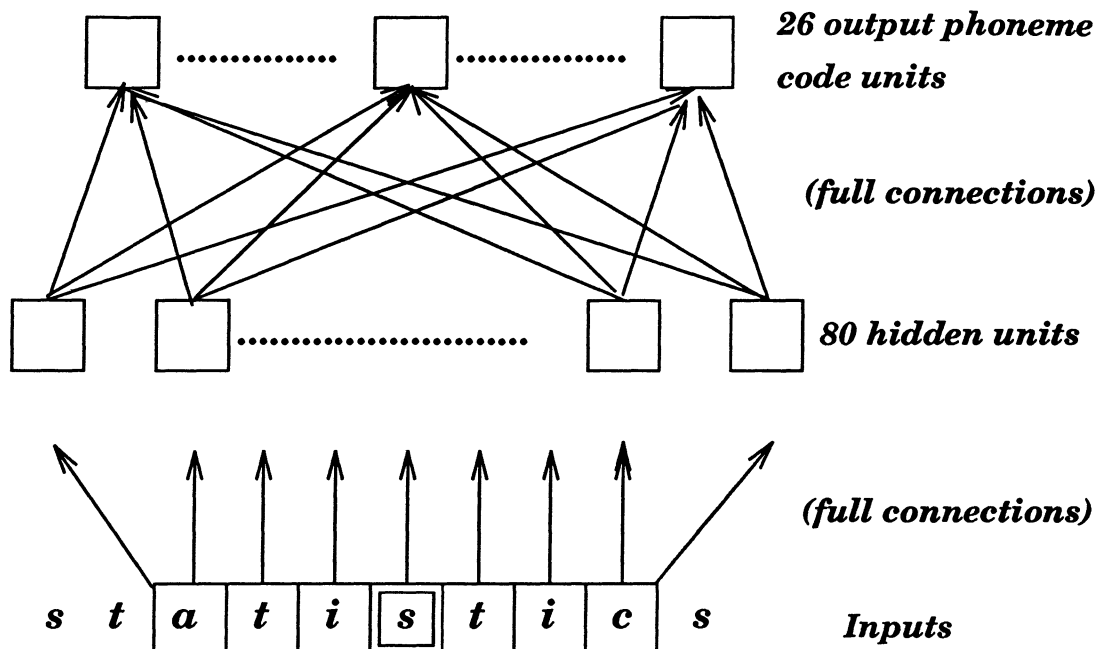 26 output phoneme
code units
(full connections)
80 hidden units
(full connections)
s t a t i s t i c s
Inputs